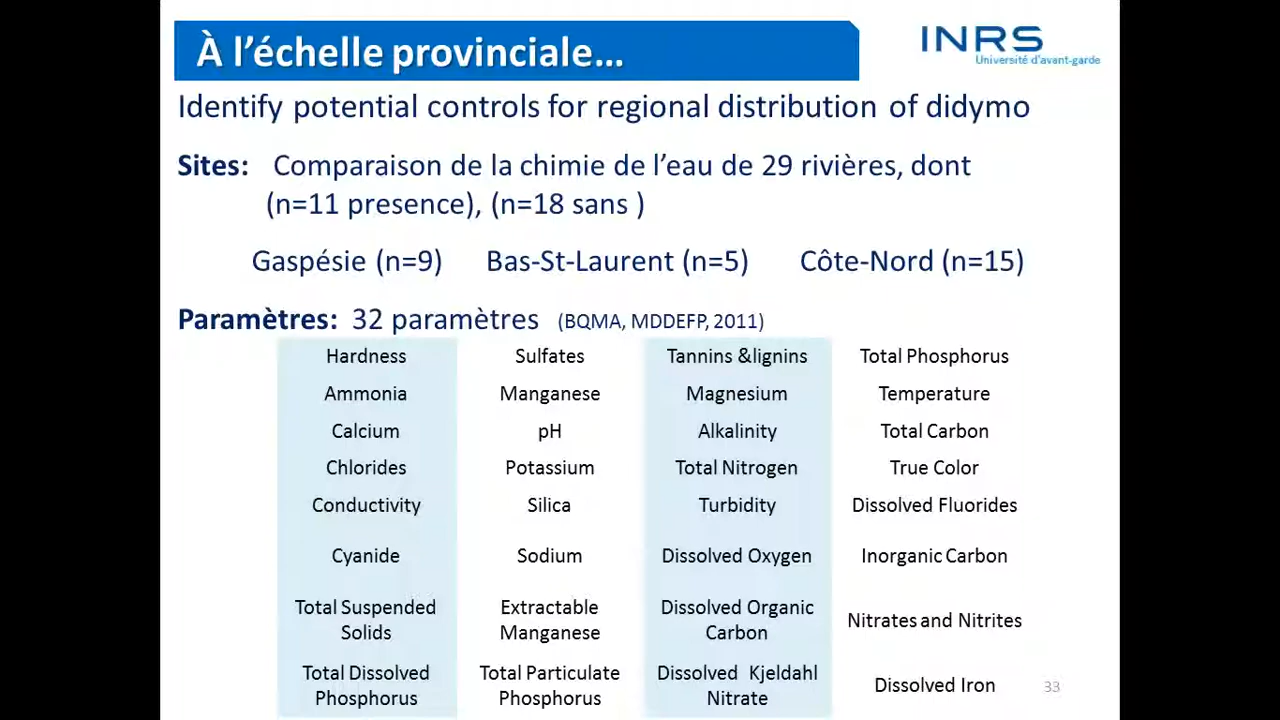 À l'échelle provinciale...
INRS
Université d'avant-garde
Identify potential controls for regional distribution of didymo
Sites: Comparaison de la chimie de l'eau de 29 rivières, dont
(n=11 presence), (n=18 sans )
Gaspésie (n=9) Bas-St-Laurent (n=5) Côte-Nord (n=15)
Paramètres: 32 paramètres (BQMA, MDDEFP, 2011)
Hardness Sulfates Tannins &lignins Total Phosphorus
Ammonia Manganese Magnesium Temperature
Calcium pH Alkalinity Total Carbon
Chlorides Potassium Total Nitrogen True Color
Conductivity Silica Turbidity Dissolved Fluorides
Cyanide Sodium Dissolved Oxygen Inorganic Carbon
Total Suspended Solids Extractable Manganese Dissolved Organic Carbon Nitrates and Nitrites
Total Dissolved Phosphorus Total Particulate Phosphorus Dissolved Kjeldahl Nitrate Dissolved Iron
33